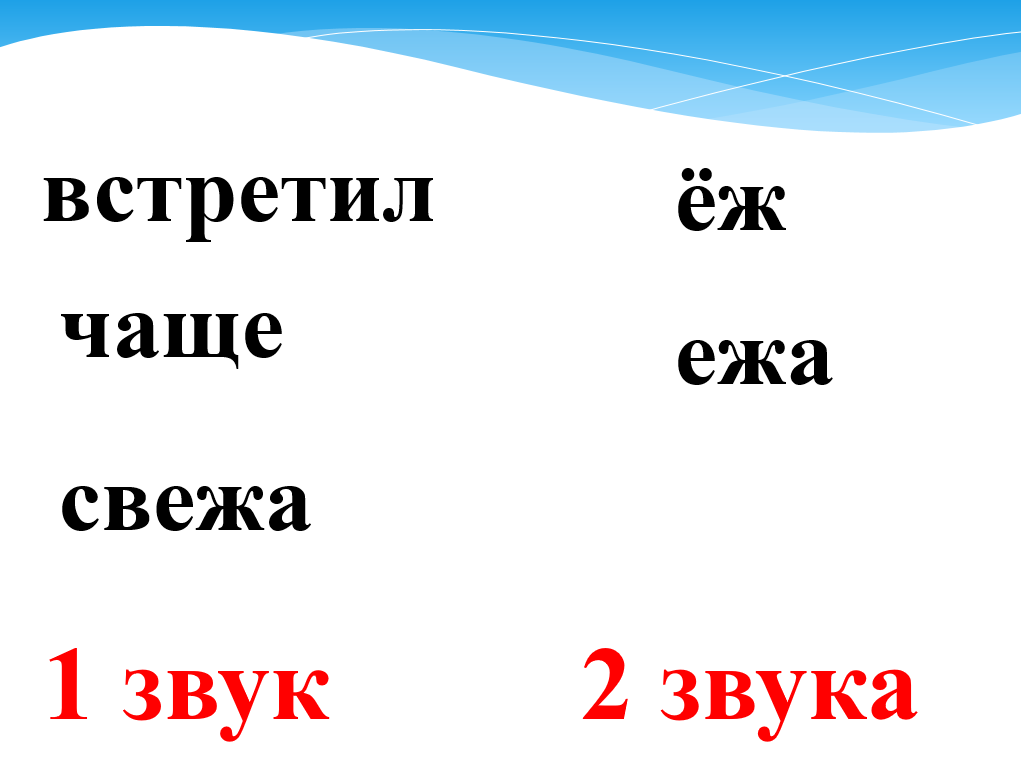 встретил
чаще
свежа
1 звук
ёж
ежа
2 звука